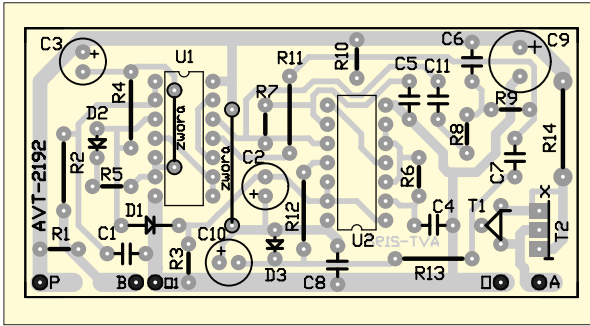 C3
+
U1
R10
C6
C9
+
R11
C5
C11
R4
R7
R9
D2
zwora
R8
R14
AVT-2192
R2
zwora
C2
+
R6
C7
R5
D1
R12
C4
T1
X
T2
R1
C1
R3
C10
+
U2
D3
C8
R13
P
B
O1
O
A